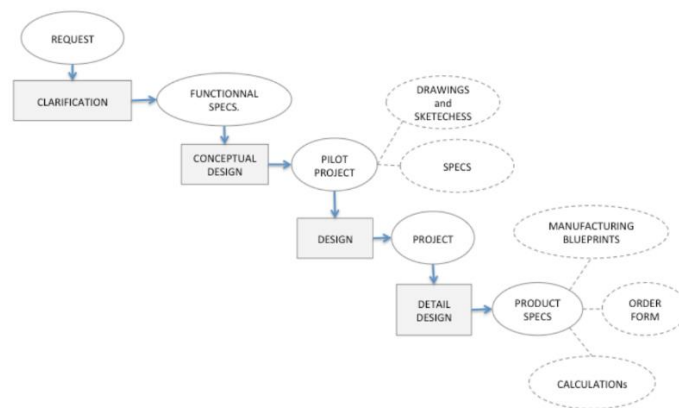 REQUEST
CLARIFICATION
FUNCTIONNAL
SPECS.
DRAWINGS
and
SKETECHESS
CONCEPTUAL
DESIGN
PILOT
PROJECT
SPECS
DESIGN
PROJECT
MANUFACTURING
BLUEPRINTS
DETAIL
DESIGN
PRODUCT
SPECS
ORDER
FORM
CALCULATIONs